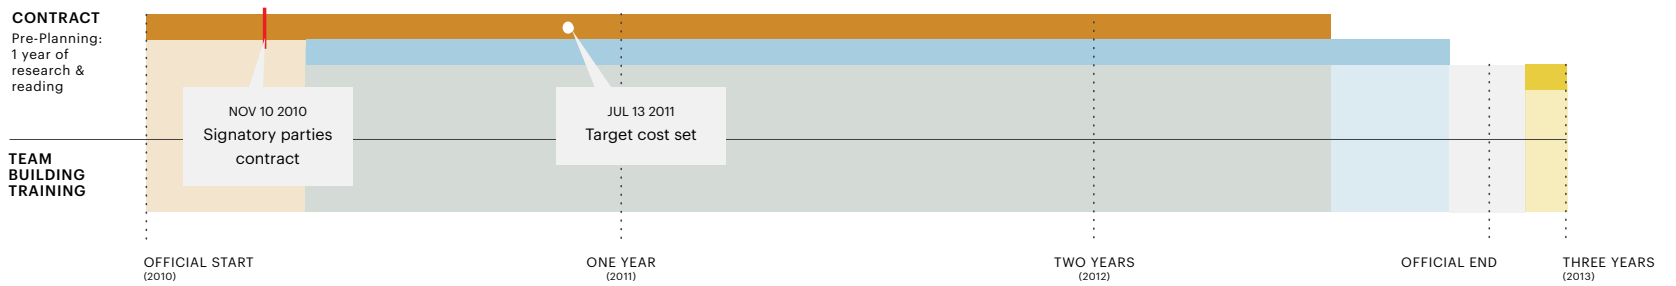 CONTRACT
Pre-Planning:
1 year of
research &
reading
NOV 10 2010
Signatory parties
contract
JUL 13 2011
Target cost set
TEAM
BUILDING
TRAINING
OFFICIAL START
(2010)
ONE YEAR
(2011)
TWO YEARS
(2012)
OFFICIAL END
THREE YEARS
(2013)